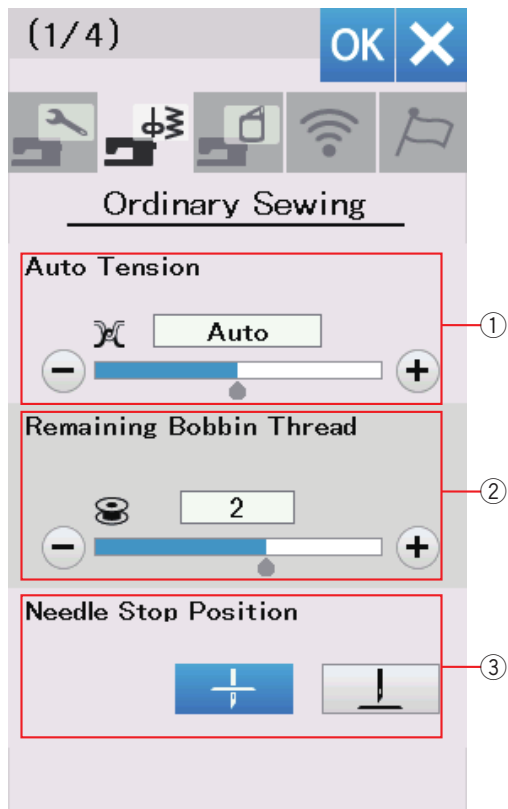 (1/4)
OK
Ordinary Sewing
Auto Tension
①
Auto
Remaining Bobbin Thread
②
2
Needle Stop Position
③